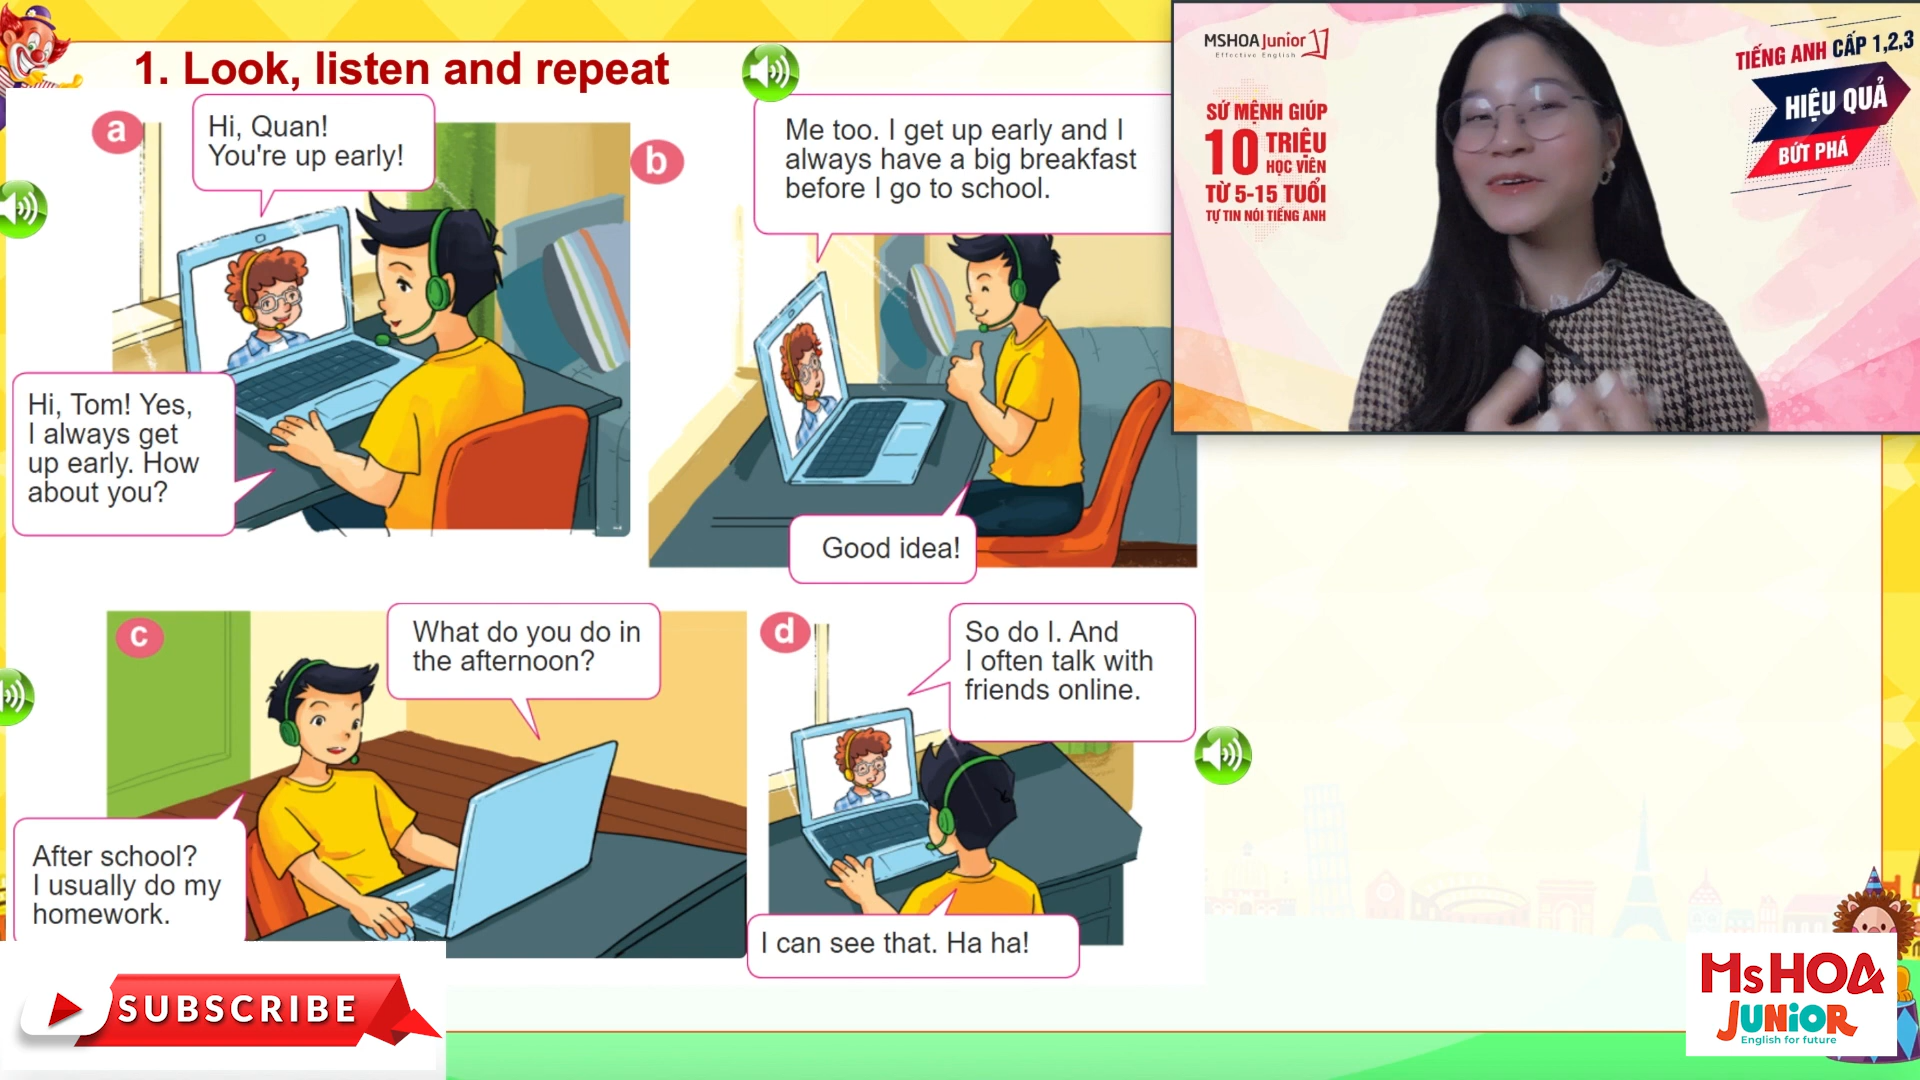 1. Look, listen and repeat
a
Hi, Quan!
You're up early!
Hi, Tom! Yes,
I always get
up early. How
about you?
b
Me too. I get up early and I
always have a big breakfast
before I go to school.
Good idea!
c
What do you do in
the afternoon?
After school?
I usually do my
homework.
d
So do I. And
I often talk with
friends online.
I can see that. Ha ha!
MSHOA Junior
Effective English
SỨ MỆNH GIÚP
10 TRIỆU
HỌC VIÊN
TỪ 5-15 TUỔI
TỰ TIN NÓI TIẾNG ANH
TIẾNG ANH CẤP 1,2,3
HIỆU QUẢ
BỨT PHÁ
SUBSCRIBE
MsHOA
JUNIOR
English for future